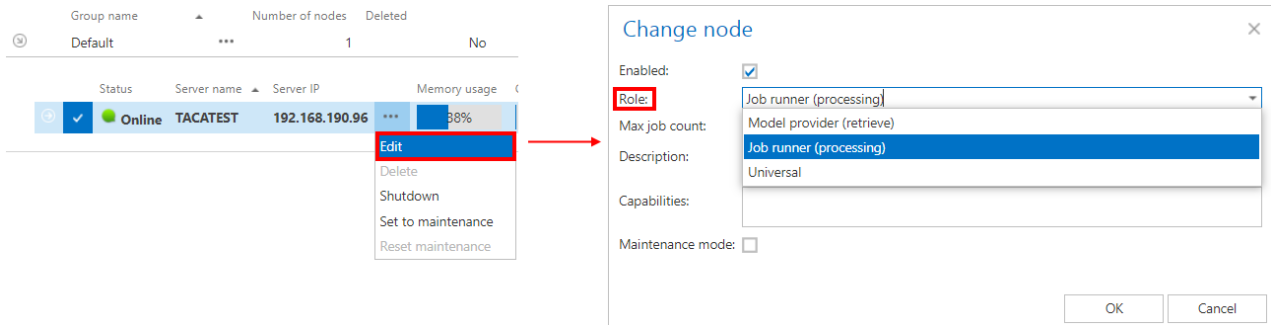 Group name Number of nodes Deleted
Default ••• 1 No
Status Server name Server IP Memory usage
Online TACATEST 192.168.190.96 ••• 38%
Edit
Delete
Shutdown
Set to maintenance
Reset maintenance
Change node
Enabled:
Role: Job runner (processing)
Max job count: Model provider (retrieve)
Job runner (processing)
Description:
Universal
Capabilities:
Maintenance mode:
OK Cancel